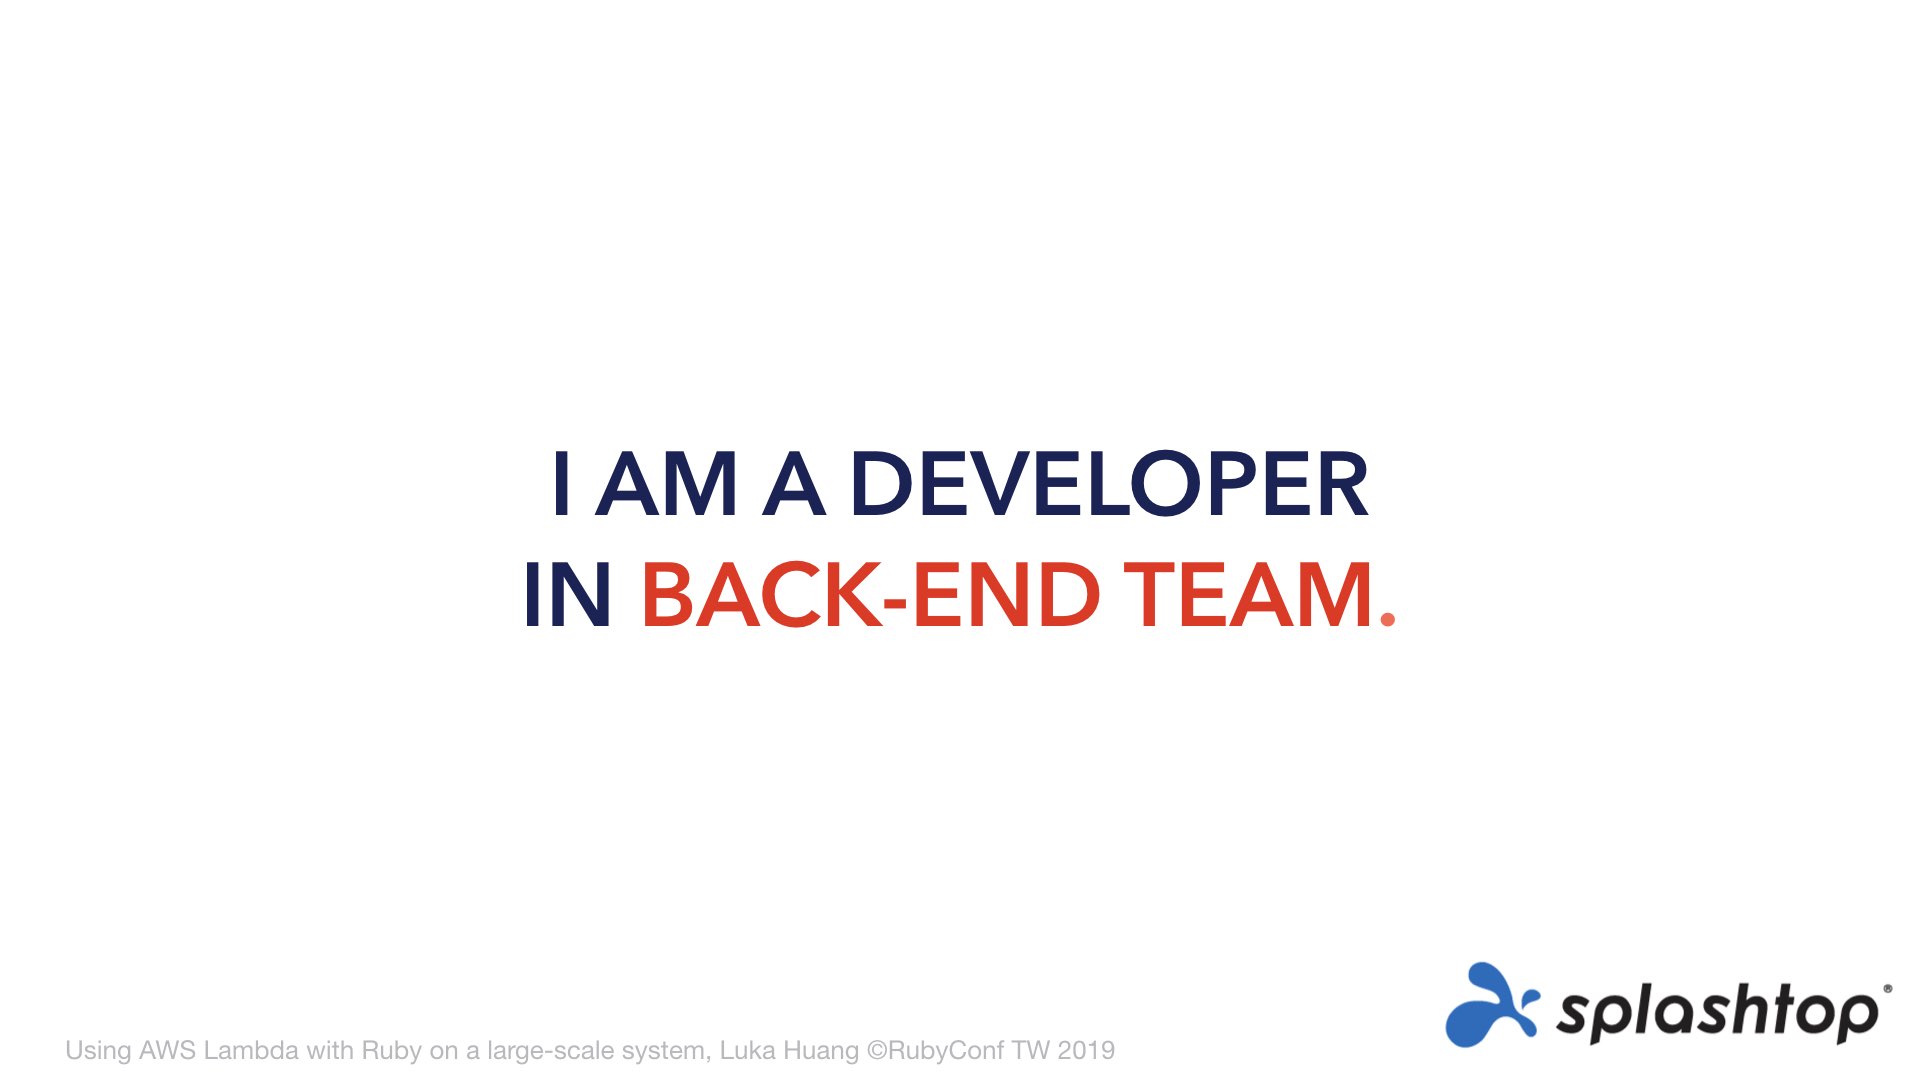 I AM A DEVELOPER
IN BACK-END TEAM.
splashtop®
Using AWS Lambda with Ruby on a large-scale system, Luka Huang ©RubyConf TW 2019